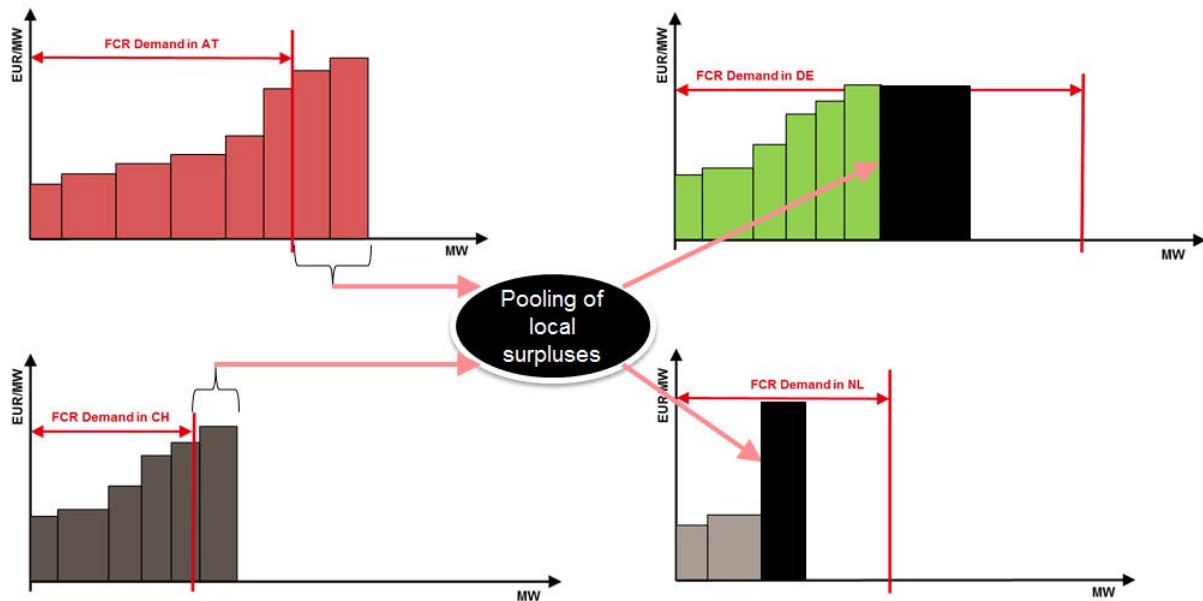 EUR/MW
FCR Demand in AT
MW
EUR/MW
FCR Demand in DE
MW
Pooling of
local
surpluses
EUR/MW
FCR Demand in CH
MW
EUR/MW
FCR Demand in NL
MW